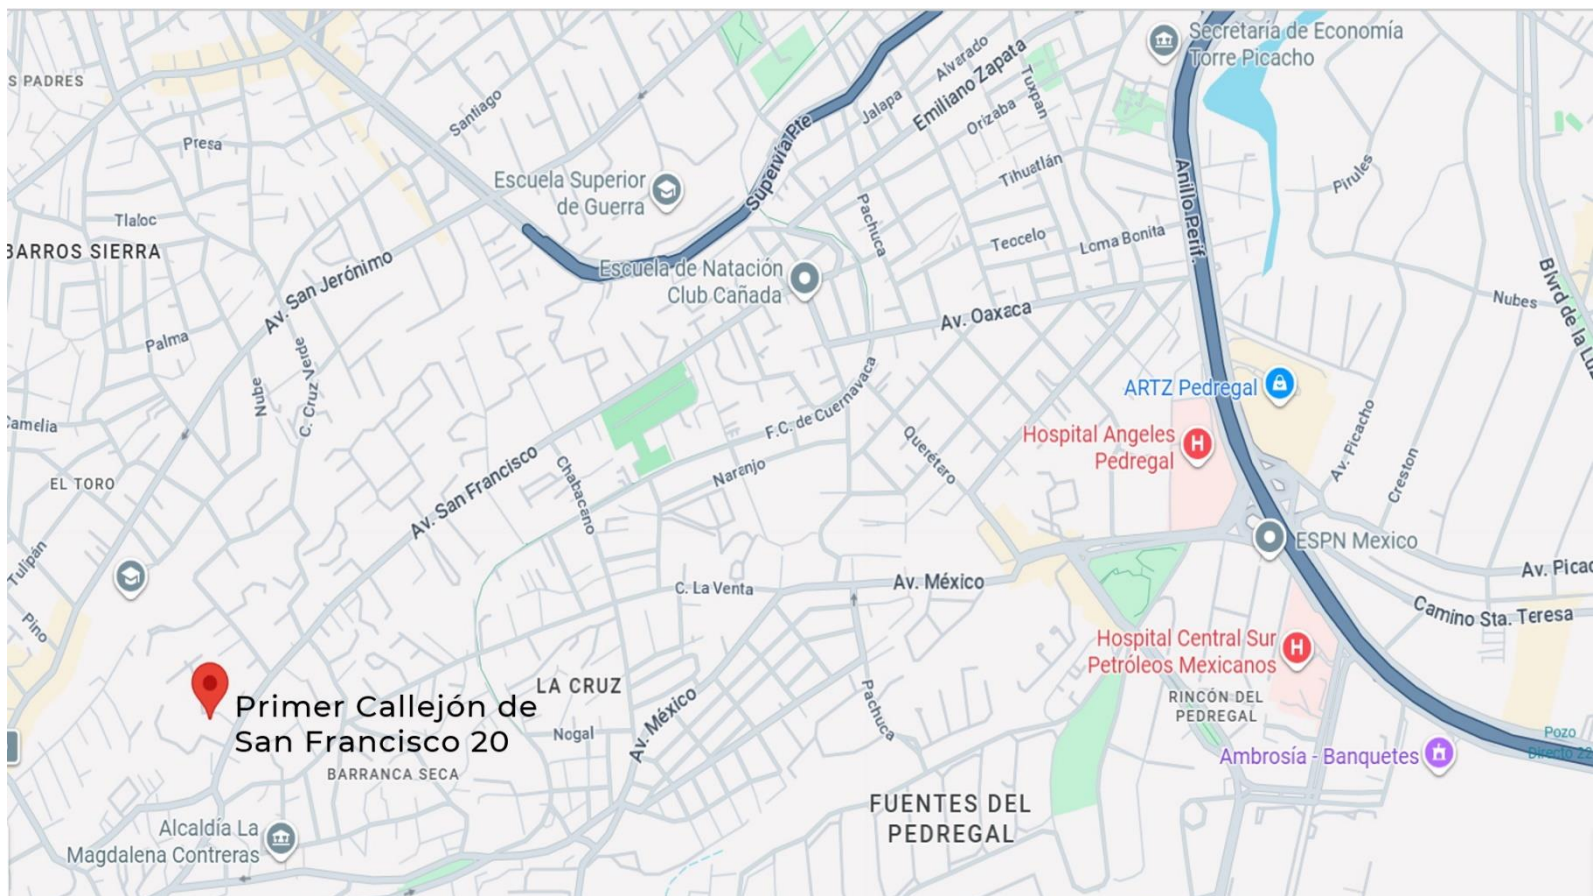 Secretaría de Economía
Torre Picacho
S PADRES
Alvarado
Emiliano Zapata
Tuxpan
Santiago
Jalapa
Orizaba
Presa
Supervía Pte
Tihuatlán
Anillo Perif.
Pirules
Escuela Superior
de Guerra
Tlaloc
Pachuca
BARROS SIERRA
Teocelo
Loma Bonita
Escuela de Natación
Club Cañada
Av. San Jerónimo
Blvrd de la Luz
Nubes
Av. Oaxaca
Palma
C. Cruz Verde
Nube
ARTZ Pedregal
F.C. de Cuernavaca
Camelia
Hospital Angeles
Pedregal
Av. Picacho
Querétaro
Creston
Naranjo
EL TORO
Av. San Francisco
Chabacano
ESPN Mexico
Tulipán
Av. Picac
C. La Venta
Av. México
Camino Sta. Teresa
Pino
Hospital Central Sur
Petróleos Mexicanos
LA CRUZ
Primer Callejón de
San Francisco 20
RINCÓN DEL
PEDREGAL
Av. México
Pachuca
Nogal
Pozo
Directo 22
BARRANCA SECA
Ambrosía - Banquetes
FUENTES DEL
PEDREGAL
Alcaldía La
Magdalena Contreras
H
H